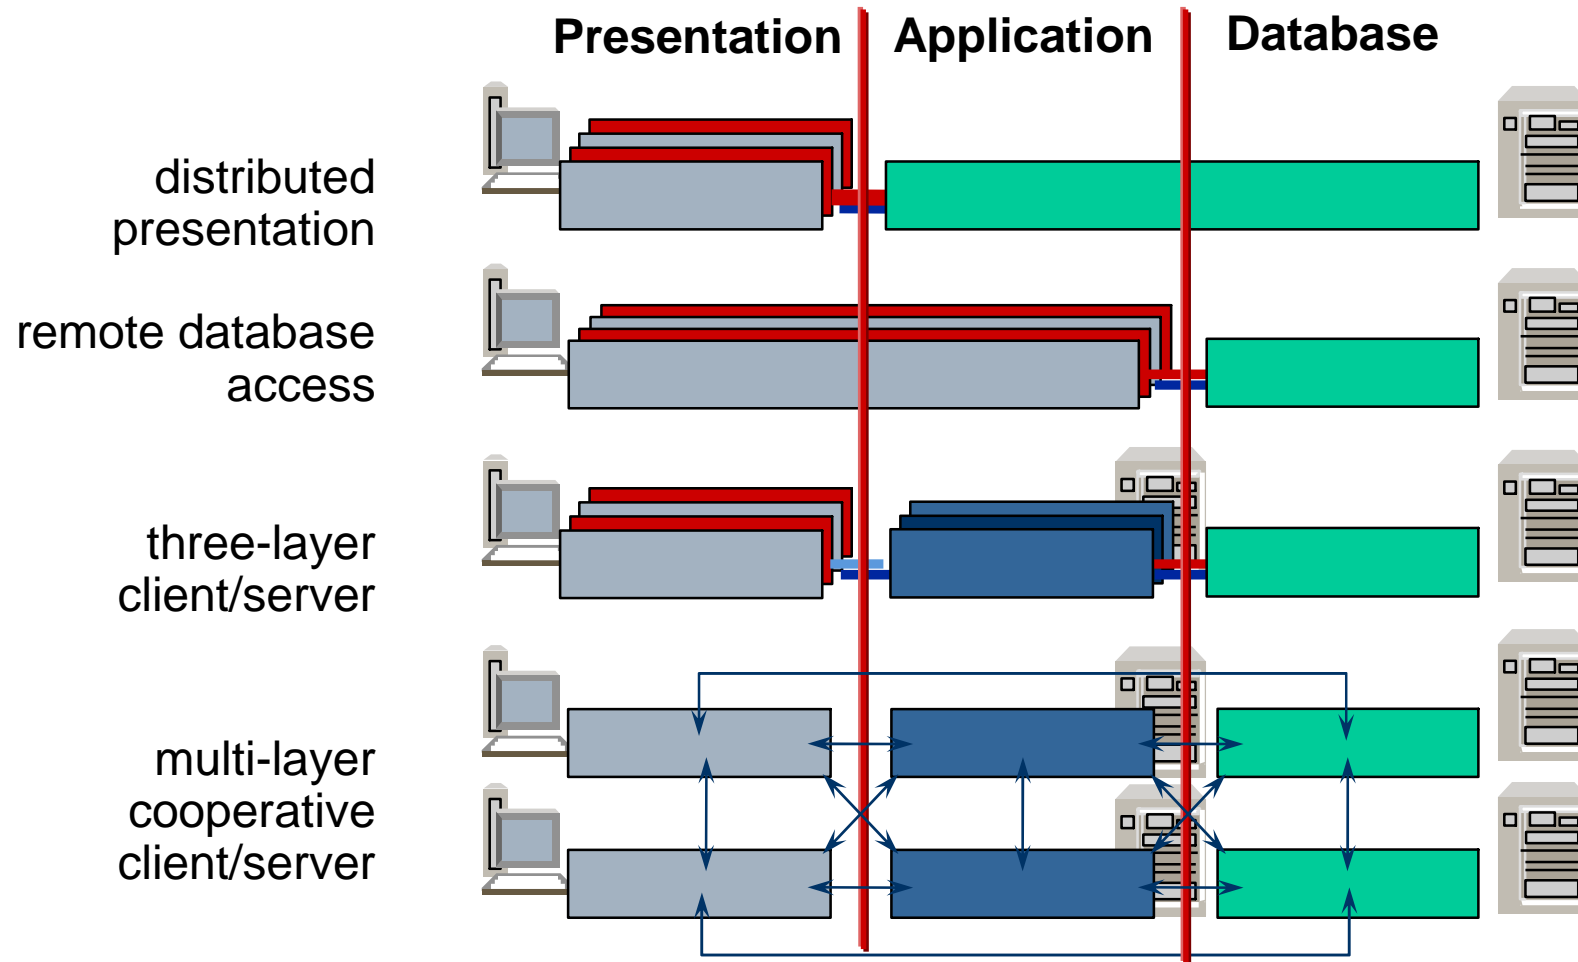 Presentation Application Database
distributed
presentation
remote database
access
three-layer
client/server
multi-layer
cooperative
client/server